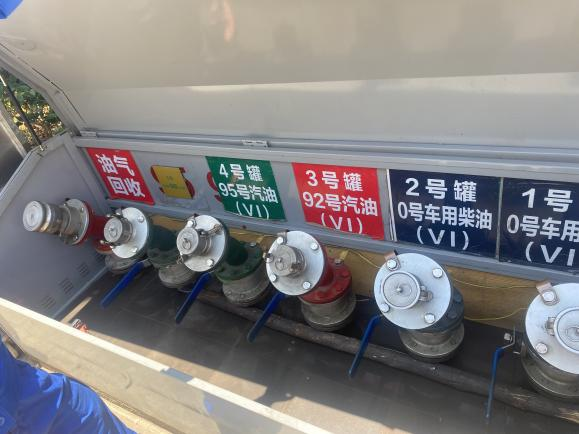 油气
回收
4号罐
95号汽油
(VI)
3号罐
92号汽油
(VI)
2号罐
0号车用柴油
(VI)
1号
0号车用柴
(VI)